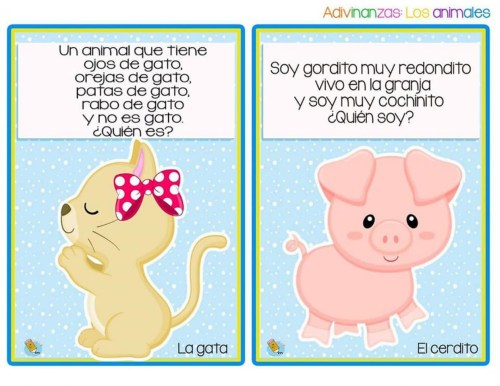 Adivinanzas: Los animales
Un animal que tiene
ojos de gato,
orejas de gato,
patas de gato,
rabo de gato
y no es gato.
¿Quién es?
La gata
Soy gordito muy redondito
vivo en la granja
y soy muy cochinito
¿Quién soy?
El cerdito